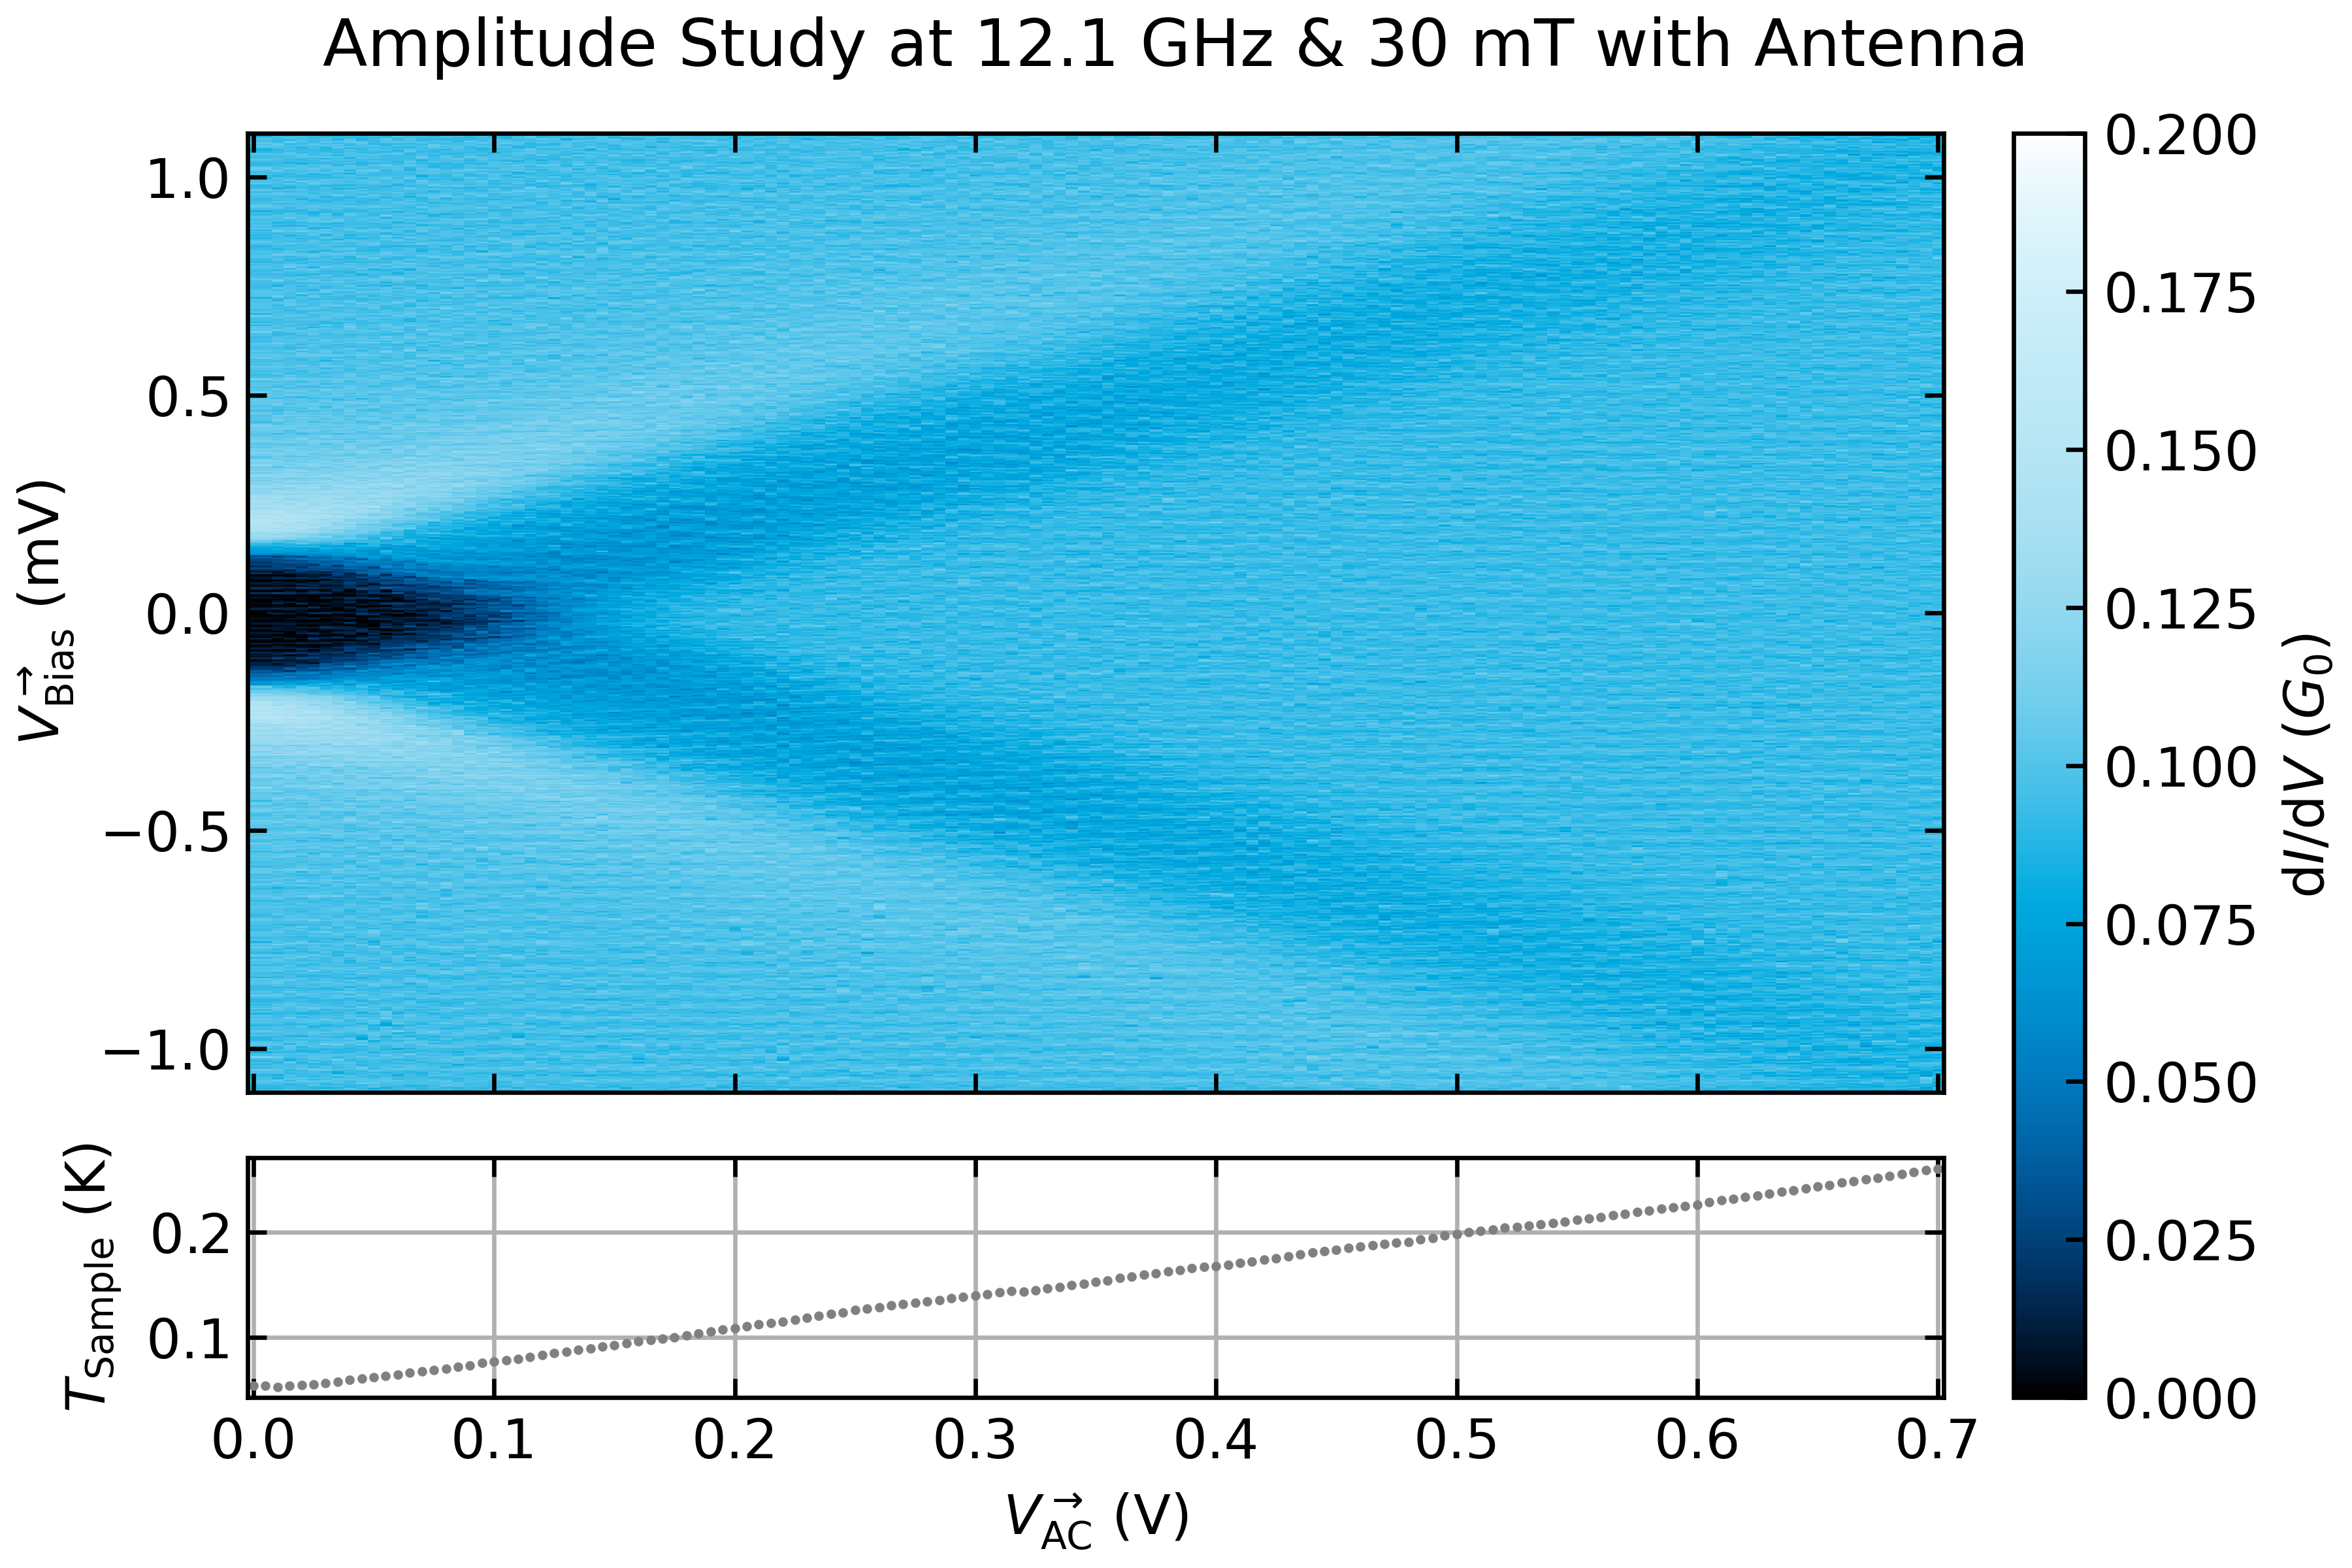 Amplitude Study at 12.1 GHz & 30 mT with Antenna
V→Bias (mV)
1.0
0.5
0.0
−0.5
−1.0
0.200
0.175
0.150
0.125
0.100
0.075
0.050
0.025
0.000
dI/dV (G0)
TSample (K)
0.2
0.1
0.0 0.1 0.2 0.3 0.4 0.5 0.6 0.7
V→AC (V)